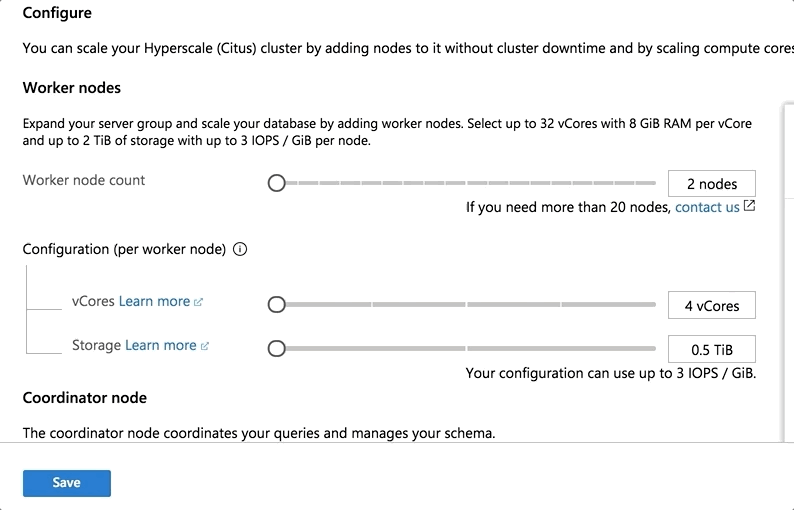 Configure
You can scale your Hyperscale (Citus) cluster by adding nodes to it without cluster downtime and by scaling compute cores
Worker nodes
Expand your server group and scale your database by adding worker nodes. Select up to 32 vCores with 8 GiB RAM per vCore
and up to 2 TiB of storage with up to 3 IOPS / GiB per node.
Worker node count
2 nodes
If you need more than 20 nodes, contact us
Configuration (per worker node)
vCores Learn more
4 vCores
Storage Learn more
0.5 TiB
Your configuration can use up to 3 IOPS / GiB.
Coordinator node
The coordinator node coordinates your queries and manages your schema.
Save